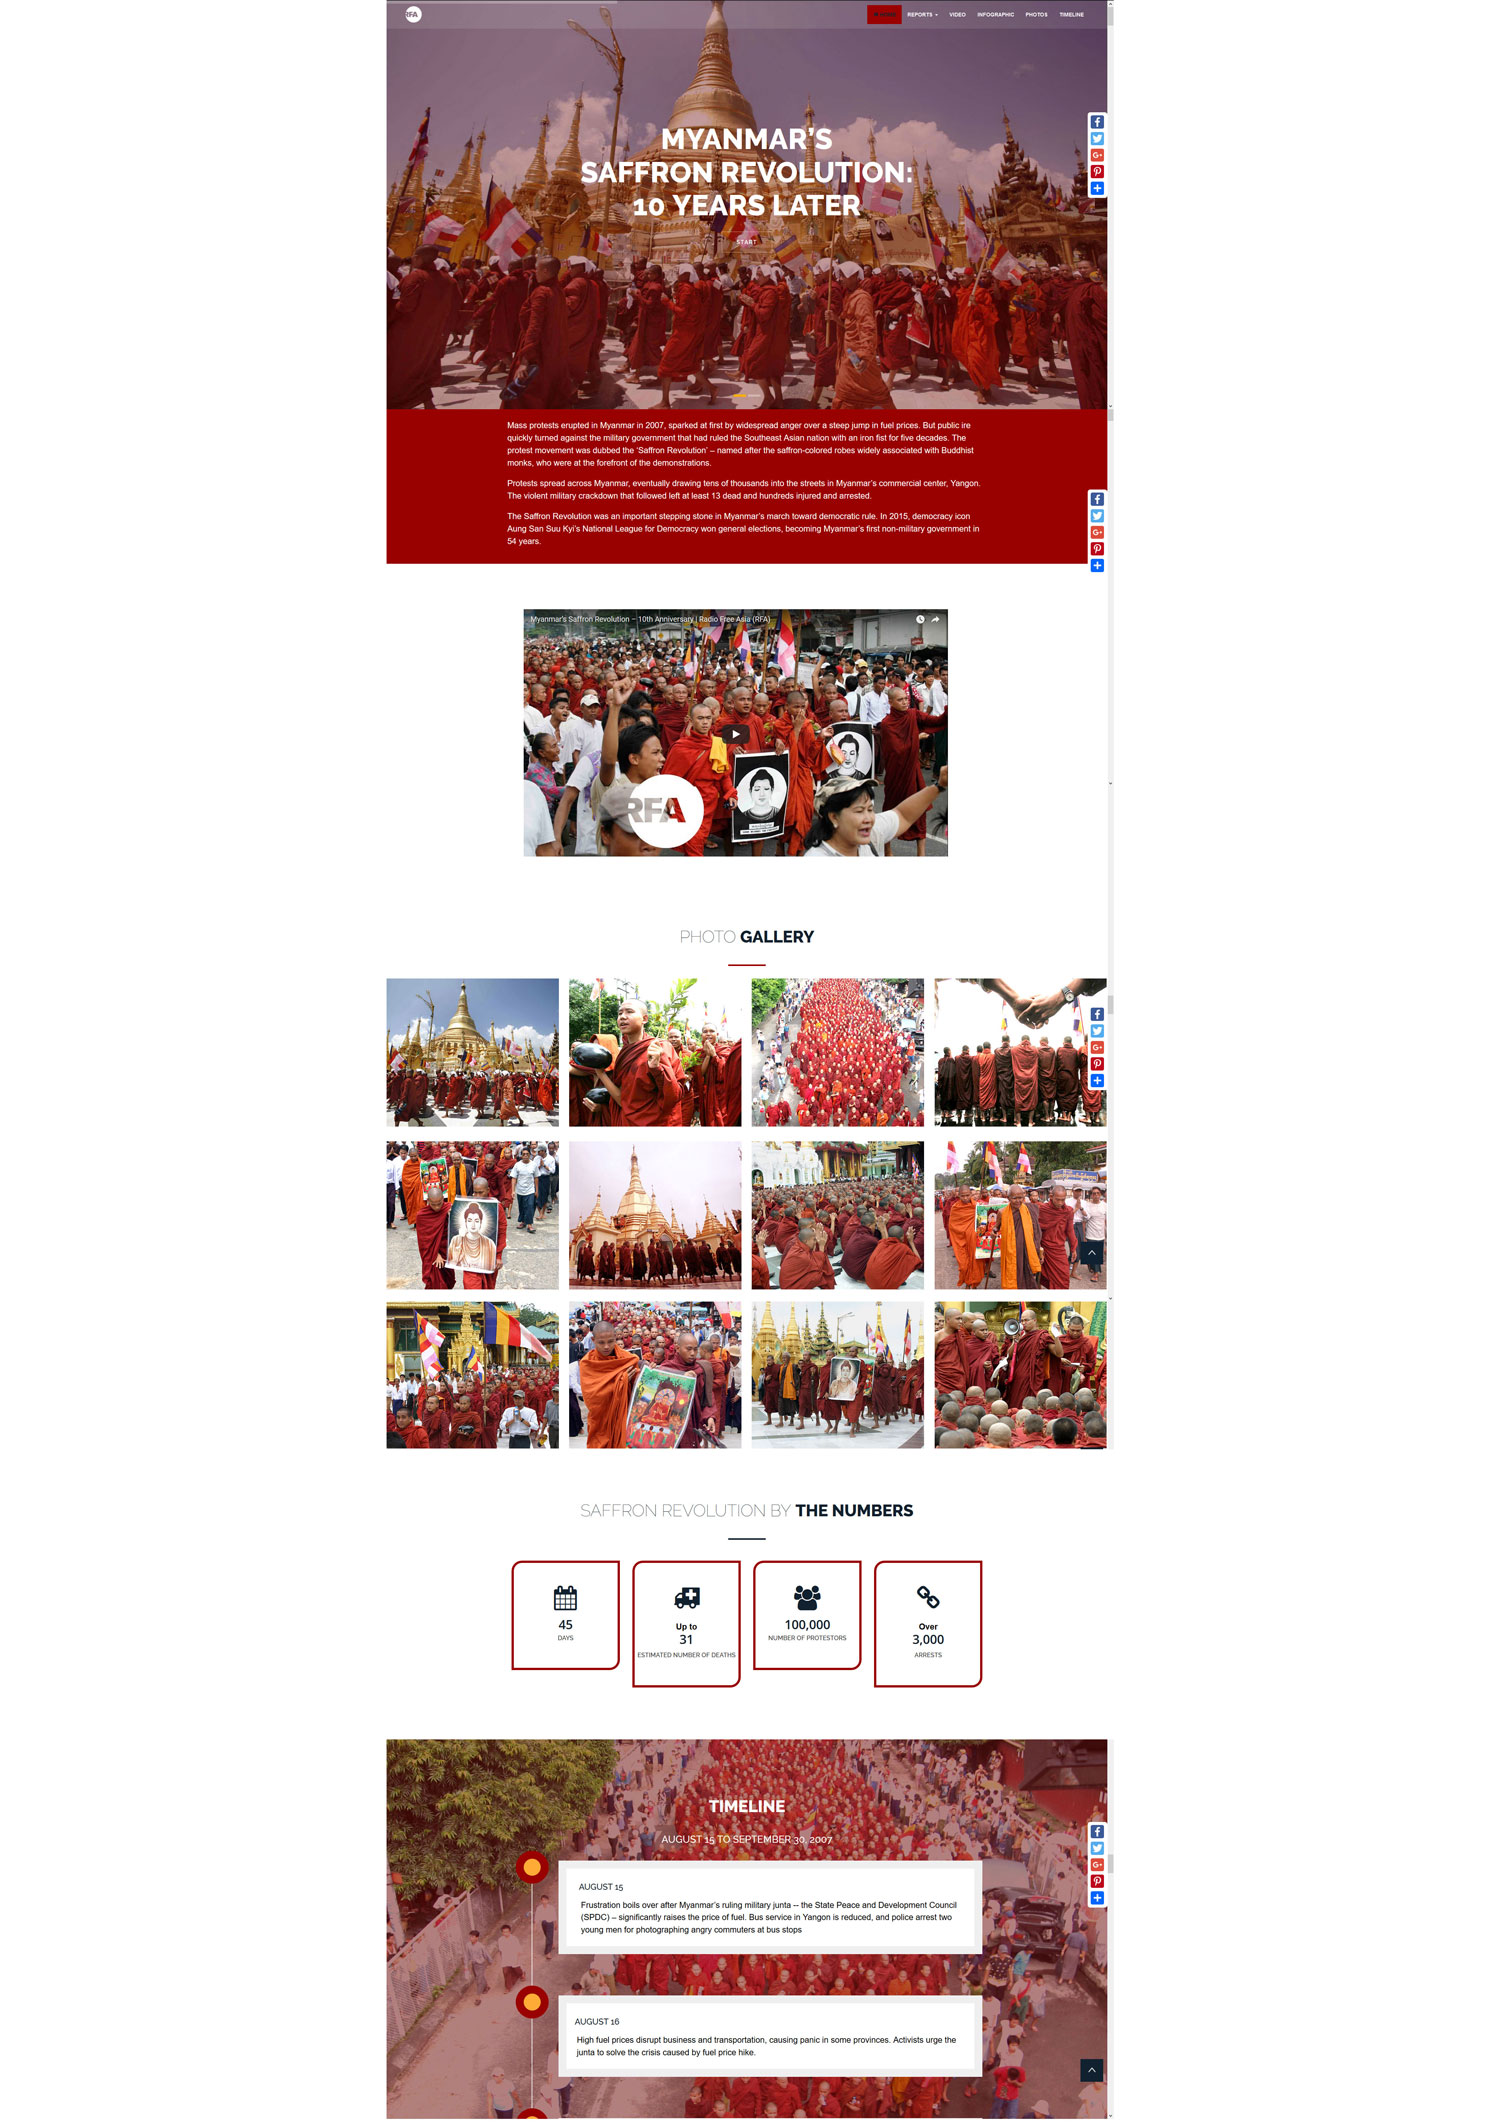 RFA
HOME REPORTS VIDEO INFOGRAPHIC PHOTOS TIMELINE
MYANMAR'S
SAFFRON REVOLUTION:
10 YEARS LATER
START
Mass protests erupted in Myanmar in 2007, sparked at first by widespread anger over a steep jump in fuel prices. But public ire
quickly turned against the military government that had ruled the Southeast Asian nation with an iron fist for five decades. The
protest movement was dubbed the 'Saffron Revolution' – named after the saffron-colored robes widely associated with Buddhist
monks, who were at the forefront of the demonstrations.
Protests spread across Myanmar, eventually drawing tens of thousands into the streets in Myanmar's commercial center, Yangon.
The violent military crackdown that followed left at least 13 dead and hundreds injured and arrested.
The Saffron Revolution was an important stepping stone in Myanmar's march toward democratic rule. In 2015, democracy icon
Aung San Suu Kyi's National League for Democracy won general elections, becoming Myanmar's first non-military government in
54 years.
Myanmar's Saffron Revolution – 10th Anniversary | Radio Free Asia (RFA)
RFA
PHOTO GALLERY
SAFFRON REVOLUTION BY THE NUMBERS
45
DAYS
Up to
31
ESTIMATED NUMBER OF DEATHS
100,000
NUMBER OF PROTESTORS
Over
3,000
ARRESTS
TIMELINE
AUGUST 15 TO SEPTEMBER 30, 2007
AUGUST 15
Frustration boils over after Myanmar's ruling military junta -- the State Peace and Development Council
(SPDC) – significantly raises the price of fuel. Bus service in Yangon is reduced, and police arrest two
young men for photographing angry commuters at bus stops
AUGUST 16
High fuel prices disrupt business and transportation, causing panic in some provinces. Activists urge the
junta to solve the crisis caused by fuel price hike.